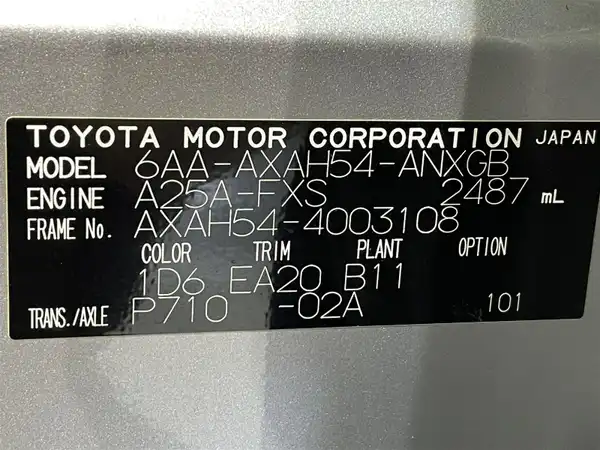 TOYOTA MOTOR CORPORATION JAPAN
MODEL 6AA-AXAH54-ANXGB
ENGINE A25A-FXS 2487 mL
FRAME No. AXAH54-4003108
COLOR TRIM PLANT OPTION
1D6 EA20 B11
TRANS./AXLE P710 -02A 101